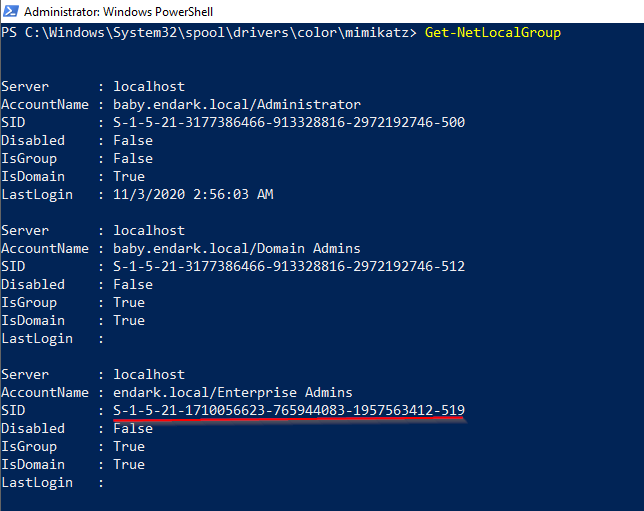 Administrator: Windows PowerShell
PS C:\Windows\System32\spool\drivers\color\mimikatz> Get-NetLocalGroup
Server      : localhost
AccountName : baby.endark.local/Administrator
SID         : S-1-5-21-3177386466-913328816-2972192746-500
Disabled    : False
IsGroup     : False
IsDomain    : True
LastLogin   : 11/3/2020 2:56:03 AM
Server      : localhost
AccountName : baby.endark.local/Domain Admins
SID         : S-1-5-21-3177386466-913328816-2972192746-512
Disabled    : False
IsGroup     : True
IsDomain    : True
LastLogin   :
Server      : localhost
AccountName : endark.local/Enterprise Admins
SID         : S-1-5-21-1710056623-765944083-1957563412-519
Disabled    : False
IsGroup     : True
IsDomain    : True
LastLogin   :